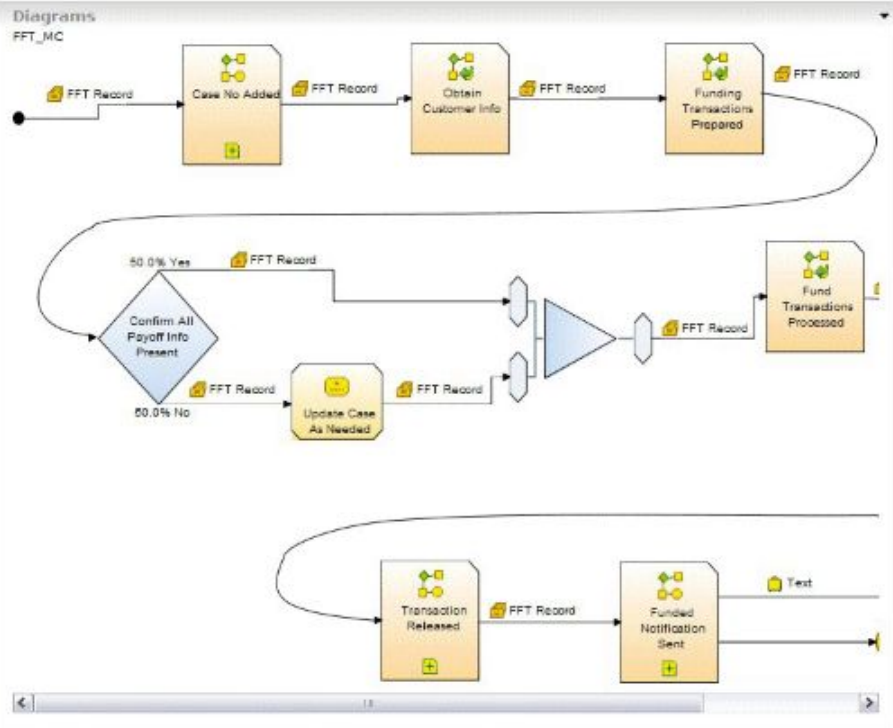 Diagrams
FFT_MC
FFT Record
Case No Added
FFT Record
Obtain
Customer Info
FFT Record
Funding
Transactions
Prepared
FFT Record
50.0% Yes
FFT Record
Confirm All
Payoff Info
Present
FFT Record
50.0% No
Update Case
As Needed
FFT Record
FFT Record
Fund
Transactions
Processed
Transaction
Released
FFT Record
Funded
Notification
Sent
Text